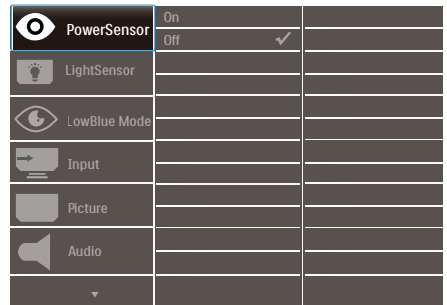 PowerSensor
On
Off
LightSensor
LowBlue Mode
Input
Picture
Audio